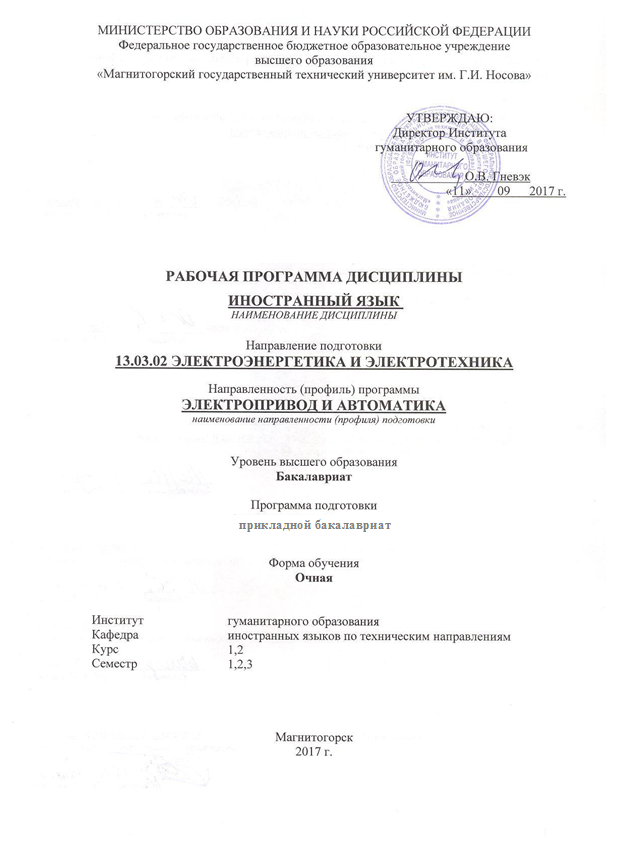 МИНИСТЕРСТВО ОБРАЗОВАНИЯ И НАУКИ РОССИЙСКОЙ ФЕДЕРАЦИИ
Федеральное государственное бюджетное образовательное учреждение
высшего образования
«Магнитогорский государственный технический университет им. Г.И. Носова»
УТВЕРЖДАЮ:
Директор Института
гуманитарного образования
ИНСТИТУТ
ГУМАНИТАРНОГО
ОБРАЗОВАНИЯ
О.В. Гневэк
«11» 09 2017 г.
РАБОЧАЯ ПРОГРАММА ДИСЦИПЛИНЫ
ИНОСТРАННЫЙ ЯЗЫК
НАИМЕНОВАНИЕ ДИСЦИПЛИНЫ
Направление подготовки
13.03.02 ЭЛЕКТРОЭНЕРГЕТИКА И ЭЛЕКТРОТЕХНИКА
Направленность (профиль) программы
ЭЛЕКТРОПРИВОД И АВТОМАТИКА
наименование направленности (профиля) подготовки
Уровень высшего образования
Бакалавриат
Программа подготовки
прикладной бакалавриат
Форма обучения
Очная
Институт гуманитарного образования
Кафедра иностранных языков по техническим направлениям
Курс 1,2
Семестр 1,2,3
Магнитогорск
2017 г.